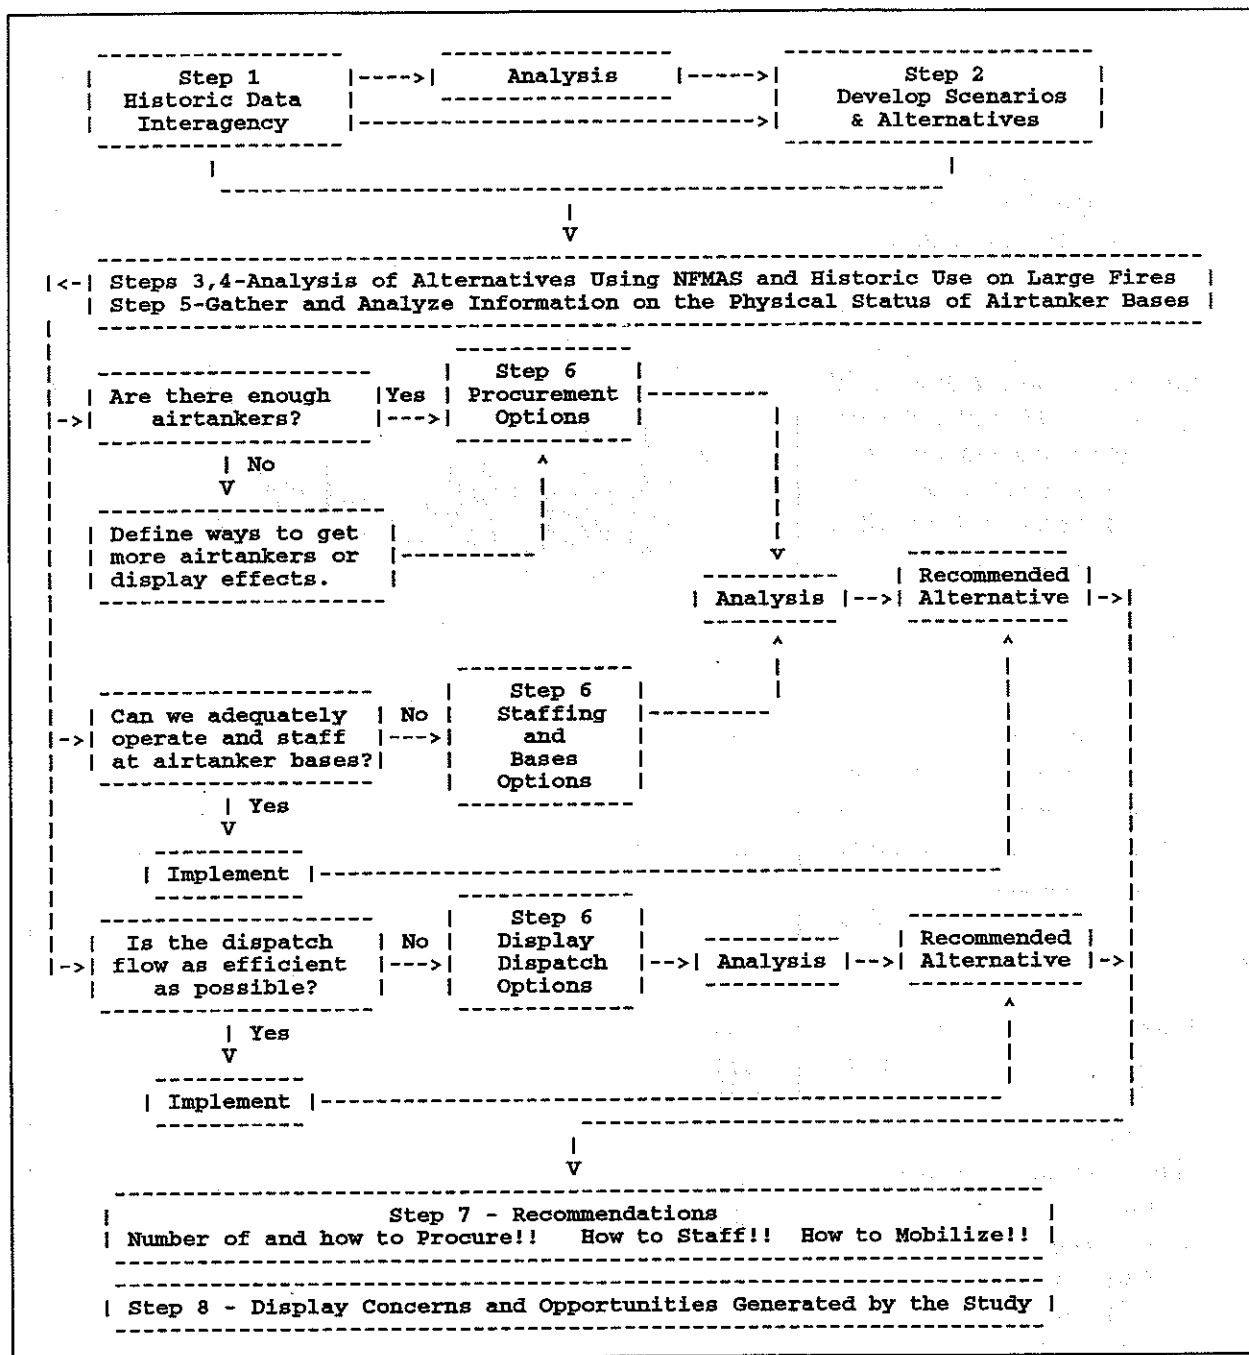 Step 1
Historic Data
Interagency
Analysis
Step 2
Develop Scenarios
& Alternatives
Steps 3,4-Analysis of Alternatives Using NFMAS and Historic Use on Large Fires
Step 5-Gather and Analyze Information on the Physical Status of Airtanker Bases
Are there enough
airtankers?
Yes
Step 6
Procurement
Options
No
Define ways to get
more airtankers or
display effects.
Analysis
Recommended
Alternative
Can we adequately
operate and staff
at airtanker bases?
No
Step 6
Staffing
and
Bases
Options
Yes
Implement
Is the dispatch
flow as efficient
as possible?
No
Step 6
Display
Dispatch
Options
Analysis
Recommended
Alternative
Yes
Implement
Step 7 - Recommendations
Number of and how to Procure!! How to Staff!! How to Mobilize!!
Step 8 - Display Concerns and Opportunities Generated by the Study